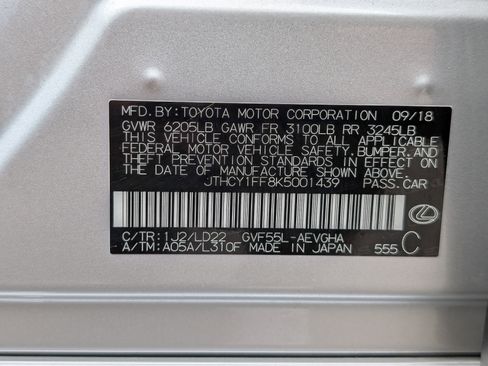 MFD.BY:TOYOTA MOTOR CORPORATION 09/18
GVWR 6205LB GAWR FR 3100LB RR 3245LB
THIS VEHICLE CONFORMS TO ALL APPLICABLE
FEDERAL MOTOR VEHICLE SAFETY, BUMPER, AND
THEFT PREVENTION STANDARDS IN EFFECT ON
THE DATE OF MANUFACTURE SHOWN ABOVE.
JTHCY1FF8K5001439 PASS.CAR
C/TR:1J2/LD22 GVF55L-AEVGHA
A/TM:A05A/L310F MADE IN JAPAN 555 C